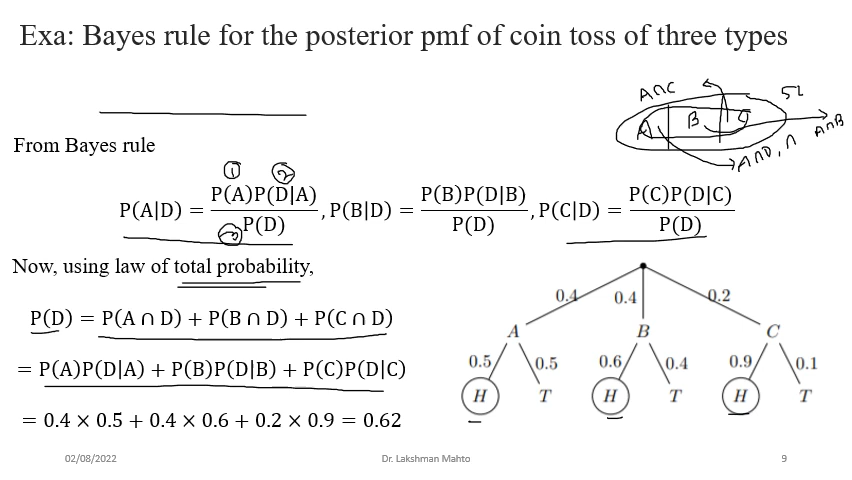 Exa: Bayes rule for the posterior pmf of coin toss of three types
A∩C
A B C
A∩B
From Bayes rule
① ②
P(A|D) = P(A)P(D|A) / P(D), P(B|D) = P(B)P(D|B) / P(D), P(C|D) = P(C)P(D|C) / P(D)
③
Now, using law of total probability,
P(D) = P(A ∩ D) + P(B ∩ D) + P(C ∩ D)
= P(A)P(D|A) + P(B)P(D|B) + P(C)P(D|C)
= 0.4 × 0.5 + 0.4 × 0.6 + 0.2 × 0.9 = 0.62
0.4 0.4 0.2
A B C
0.5 0.5 0.6 0.4 0.9 0.1
H T H T H T
02/08/2022 Dr. Lakshman Mahto 9